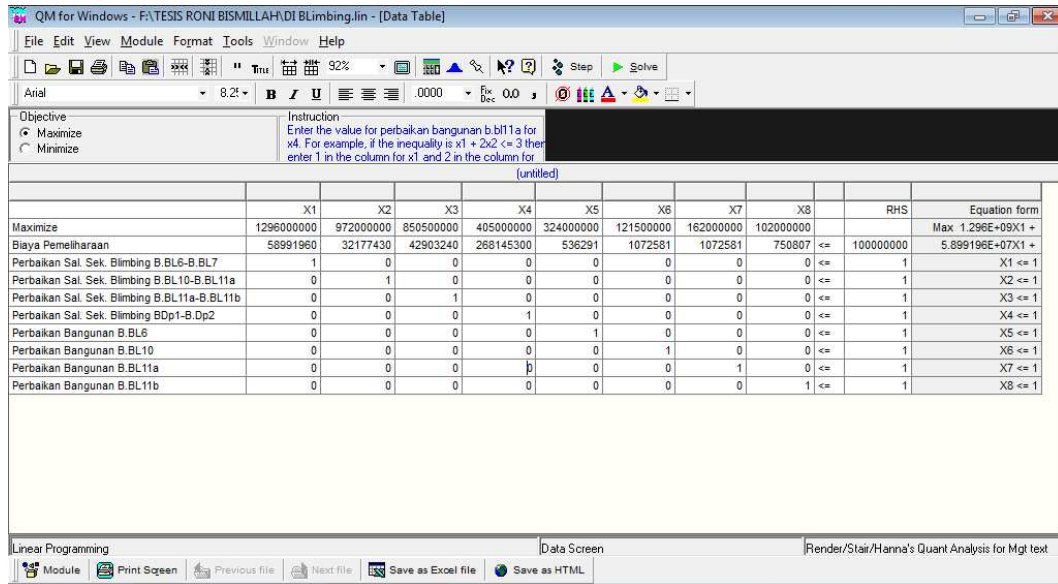 QM for Windows - F:\TESIS RONI BISMILLAH\DI BLimbing.lin - [Data Table]
File Edit View Module Format Tools Window Help
TITLE 92% Step Solve
Arial 8.2! B I U .0000 Fix Dec 0.0 ,
Objective
Maximize
Minimize
Instruction
Enter the value for perbaikan bangunan b.bl11a for
x4. For example, if the inequality is x1 + 2x2 <= 3 then
enter 1 in the column for x1 and 2 in the column for
(untitled)
X1 X2 X3 X4 X5 X6 X7 X8 RHS Equation form
Maximize 1296000000 972000000 850500000 405000000 324000000 121500000 162000000 102000000 Max 1.296E+09X1 +
Biaya Pemeliharaan 58991960 32177430 42903240 268145300 536291 1072581 1072581 750807 <= 100000000 5.899196E+07X1 +
Perbaikan Sal. Sek. Blimbing B.BL6-B.BL7 1 0 0 0 0 0 0 0 <= 1 X1 <= 1
Perbaikan Sal. Sek. Blimbing B.BL10-B.BL11a 0 1 0 0 0 0 0 0 <= 1 X2 <= 1
Perbaikan Sal. Sek. Blimbing B.BL11a-B.BL11b 0 0 1 0 0 0 0 0 <= 1 X3 <= 1
Perbaikan Sal. Sek. Blimbing BDp1-B.Dp2 0 0 0 1 0 0 0 0 <= 1 X4 <= 1
Perbaikan Bangunan B.BL6 0 0 0 0 1 0 0 0 <= 1 X5 <= 1
Perbaikan Bangunan B.BL10 0 0 0 0 0 1 0 0 <= 1 X6 <= 1
Perbaikan Bangunan B.BL11a 0 0 0 0 0 0 1 0 <= 1 X7 <= 1
Perbaikan Bangunan B.BL11b 0 0 0 0 0 0 0 1 <= 1 X8 <= 1
Linear Programming Data Screen Render/Stair/Hanna's Quant Analysis for Mgt text
Module Print Screen Previous file Next file Save as Excel file Save as HTML